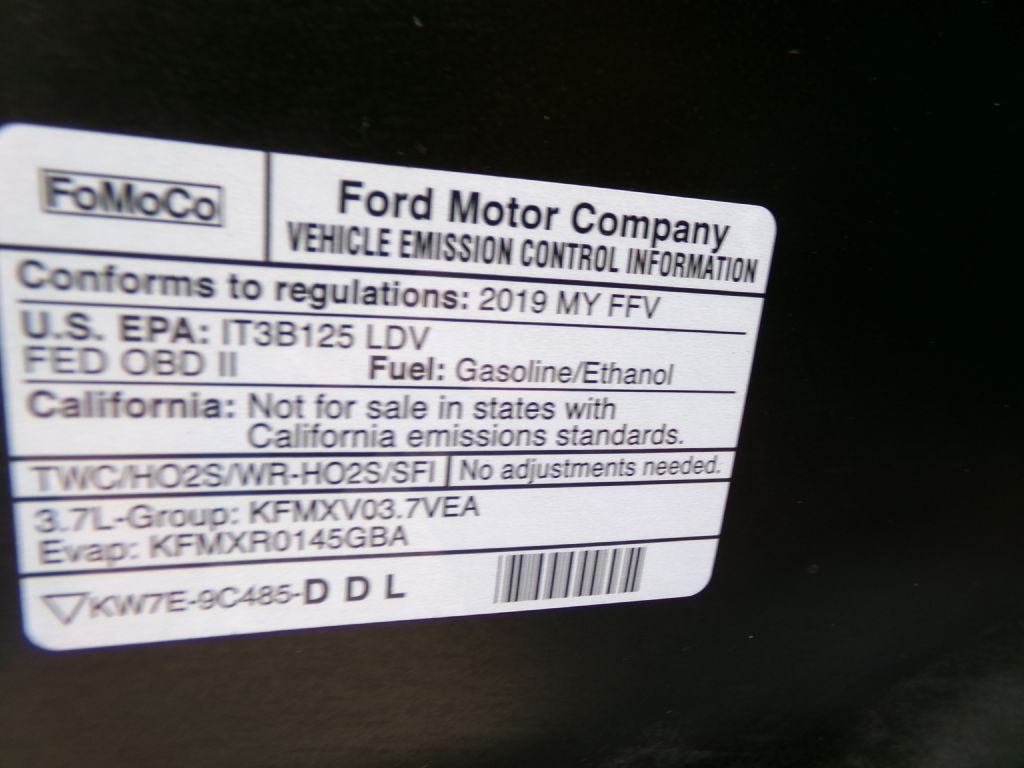 FoMoCo
Ford Motor Company
VEHICLE EMISSION CONTROL INFORMATION
Conforms to regulations: 2019 MY FFV
U.S. EPA: IT3B125 LDV
FED OBD II Fuel: Gasoline/Ethanol
California: Not for sale in states with
California emissions standards.
TWC/HO2S/WR-HO2S/SFI No adjustments needed.
3.7L-Group: KFMXV03.7VEA
Evap: KFMXR0145GBA
KW7E-9C485-D D L